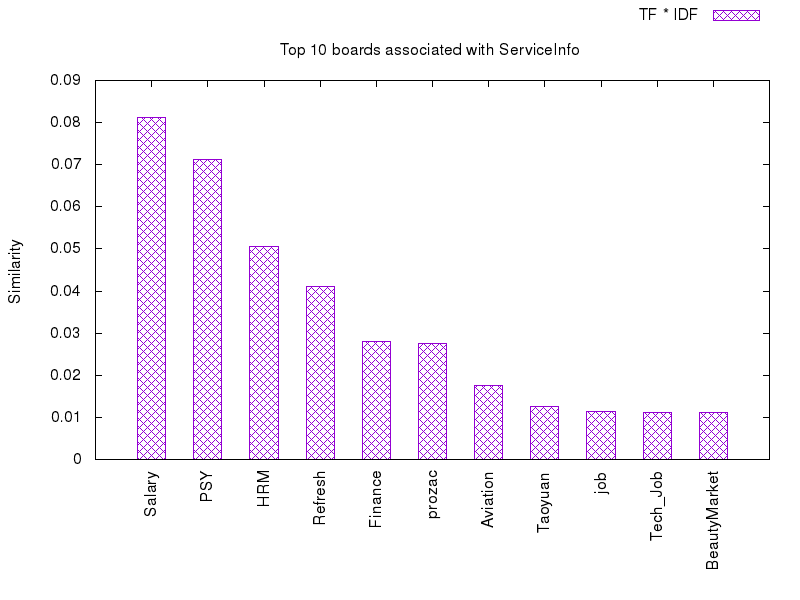 TF * IDF
Top 10 boards associated with ServiceInfo
0.09
0.08
0.07
0.06
0.05
0.04
0.03
0.02
0.01
0
Similarity
Salary
PSY
HRM
Refresh
Finance
prozac
Aviation
Taoyuan
job
Tech_Job
BeautyMarket